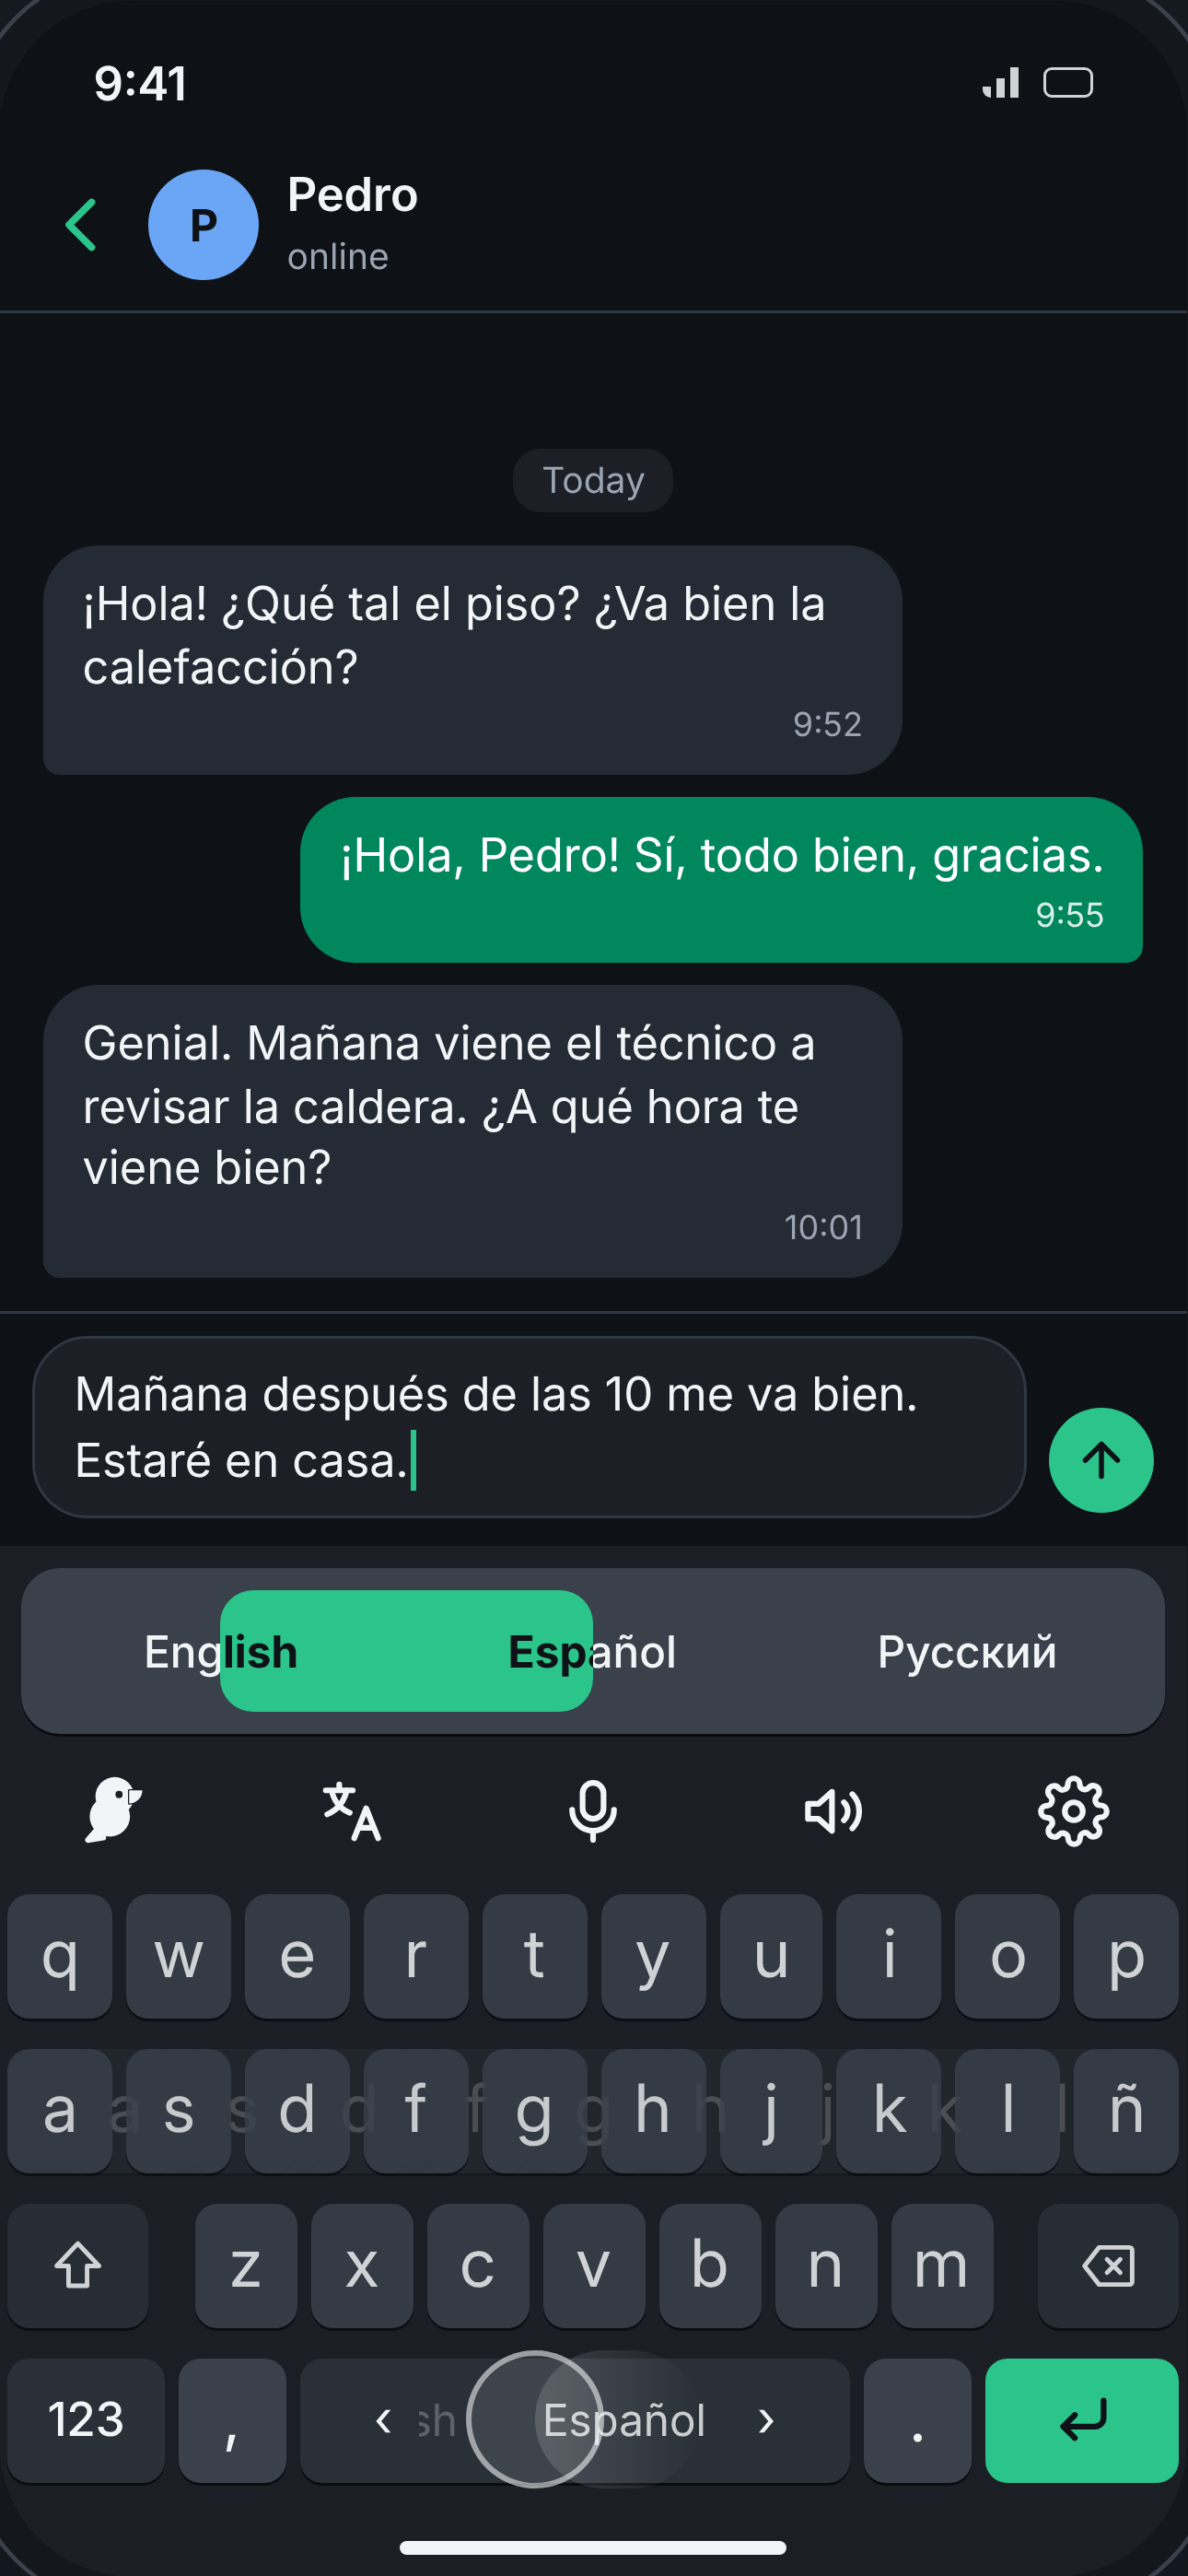 9:41
P
Pedro
online
Today
¡Hola! ¿Qué tal el piso? ¿Va bien la
calefacción?
9:52
¡Hola, Pedro! Sí, todo bien, gracias.
9:55
Genial. Mañana viene el técnico a
revisar la caldera. ¿A qué hora te
viene bien?
10:01
Mañana después de las 10 me va bien.
Estaré en casa.
English Español Русский
q w e r t y u i o p
a s d f g h j k l ñ
z x c v b n m
123 , ‹ sh Español › .